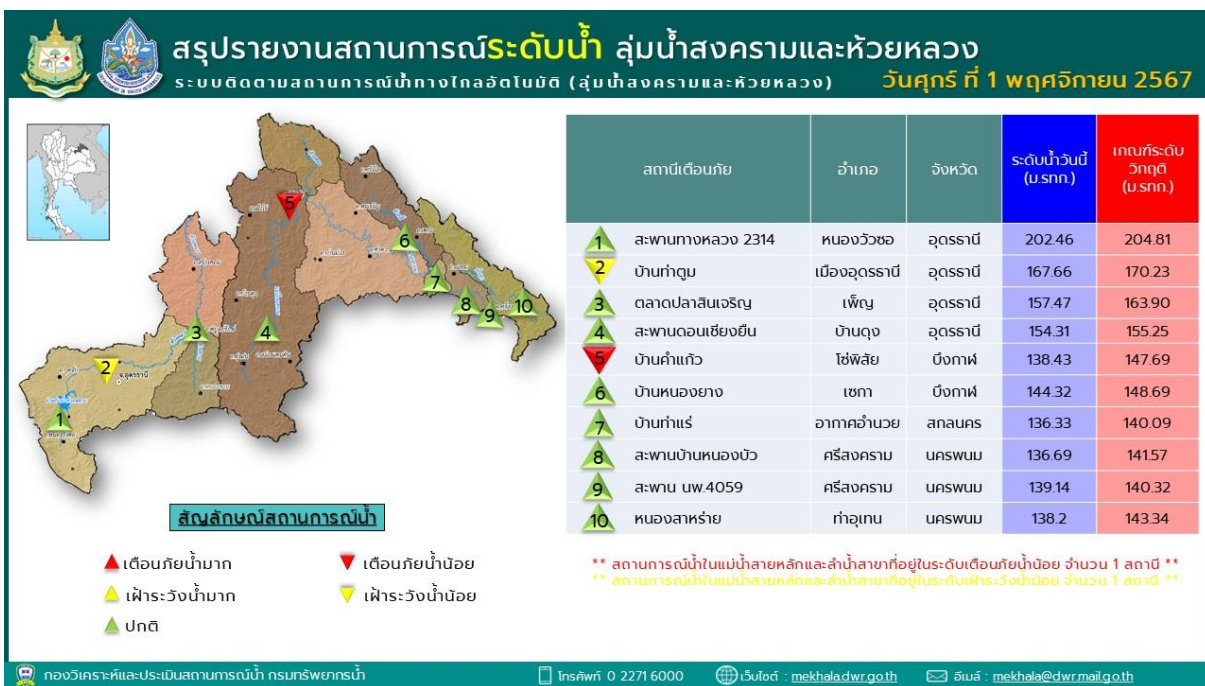 สรุปรายงานสถานการณ์ระดับน้ำ ลุ่มน้ำสงครามและห้วยหลวง
ระบบติดตามสถานการณ์น้ำทางไกลอัตโนมัติ (ลุ่มน้ำสงครามและห้วยหลวง) วันศุกร์ ที่ 1 พฤศจิกายน 2567
สถานีเตือนภัย อำเภอ จังหวัด ระดับน้ำวันนี้ (ม.รทก.) เกณฑ์ระดับวิกฤติ (ม.รทก.)
1 สะพานทางหลวง 2314 หนองวัวซอ อุดรธานี 202.46 204.81
2 บ้านท่าตูม เมืองอุดรธานี อุดรธานี 167.66 170.23
3 ตลาดปลาสินเจริญ เพ็ญ อุดรธานี 157.47 163.90
4 สะพานดอนเชียงยืน บ้านดุง อุดรธานี 154.31 155.25
5 บ้านคำแก้ว โซ่พิสัย บึงกาฬ 138.43 147.69
6 บ้านหนองยาง เซกา บึงกาฬ 144.32 148.69
7 บ้านท่าแร่ อากาศอำนวย สกลนคร 136.33 140.09
8 สะพานบ้านหนองบัว ศรีสงคราม นครพนม 136.69 141.57
9 สะพาน นพ.4059 ศรีสงคราม นครพนม 139.14 140.32
10 หนองสาหร่าย ท่าอุเทน นครพนม 138.2 143.34
5
6
7
8
9
10
3
4
2
จ.อุดรธานี
1
สัญลักษณ์สถานการณ์น้ำ
เตือนภัยน้ำมาก เตือนภัยน้ำน้อย
เฝ้าระวังน้ำมาก เฝ้าระวังน้ำน้อย
ปกติ
** สถานการณ์น้ำในแม่น้ำสายหลักและลำน้ำสาขาที่อยู่ในระดับเตือนภัยน้ำน้อย จำนวน 1 สถานี **
** สถานการณ์น้ำในแม่น้ำสายหลักและลำน้ำสาขาที่อยู่ในระดับเฝ้าระวังน้ำน้อย จำนวน 1 สถานี **
กองวิเคราะห์และประเมินสถานการณ์น้ำ กรมทรัพยากรน้ำ โทรศัพท์ 0 2271 6000 เว็บไซต์ : mekhala.dwr.go.th อีเมล์ : mekhala@dwr.mail.go.th